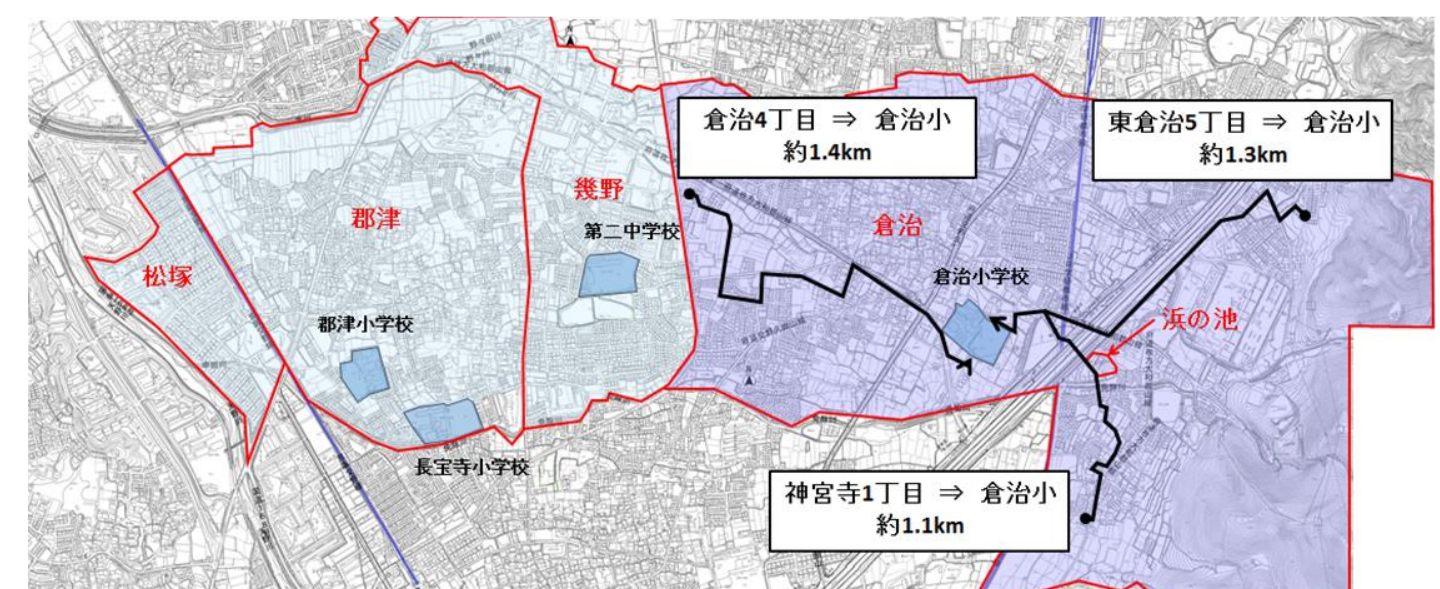 倉治4丁目 ⇒ 倉治小
約1.4km
東倉治5丁目 ⇒ 倉治小
約1.3km
幾野
郡津
倉治
第二中学校
松塚
倉治小学校
浜の池
郡津小学校
長宝寺小学校
神宮寺1丁目 ⇒ 倉治小
約1.1km